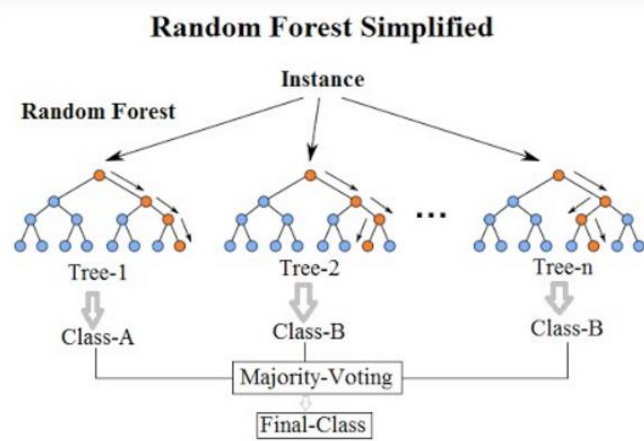 Random Forest Simplified
Instance
Random Forest
...
Tree-1
Tree-2
Tree-n
Class-A
Class-B
Class-B
Majority-Voting
Final-Class